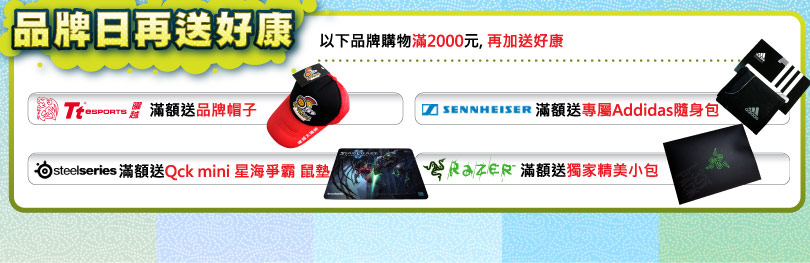 品牌日再送好康
以下品牌購物滿2000元, 再加送好康
Tt eSPORTS 曜越 滿額送品牌帽子
SENNHEISER 滿額送專屬Addidas隨身包
steelseries 滿額送Qck mini 星海爭霸 鼠墊
RAZER 滿額送獨家精美小包
adidas